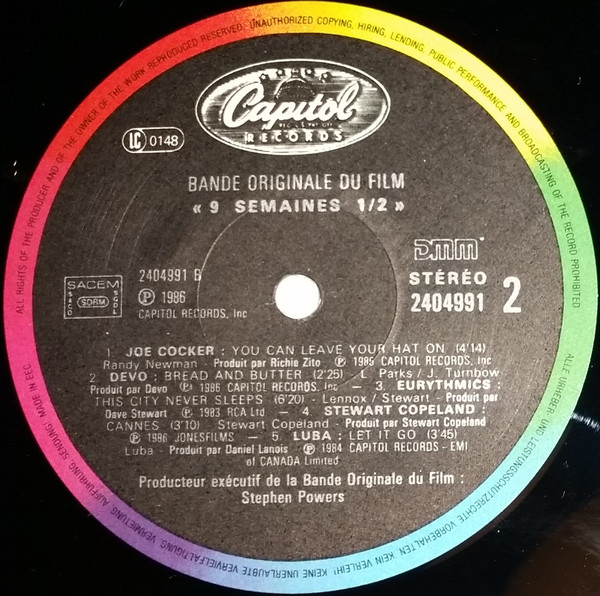 ALL RIGHTS OF THE PRODUCER AND OF THE OWNER OF THE WORK REPRODUCED RESERVED. UNAUTHORIZED COPYING, HIRING, LENDING, PUBLIC PERFORMANCE AND BROADCASTING OF THE RECORD PROHIBITED
Capitol
RECORDS
LC 0148
BANDE ORIGINALE DU FILM
« 9 SEMAINES 1/2 »
DMM
SACEM
SACD SDRM SGDL
2404991 B
℗ 1986
CAPITOL RECORDS, Inc
STÉRÉO
2404991
2
1. JOE COCKER : YOU CAN LEAVE YOUR HAT ON (4'14)
Randy Newman - Produit par Richie Zito ℗ 1986 CAPITOL RECORDS, Inc
2. DEVO : BREAD AND BUTTER (2'25) - L. Parks / J. Turnbow
Produit par Devo ℗ 1986 CAPITOL RECORDS, Inc. - 3. EURYTHMICS :
THIS CITY NEVER SLEEPS (6'20) - Lennox / Stewart - Produit par
Dave Stewart ℗ 1983 RCA Ltd - 4. STEWART COPELAND :
CANNES (3'10) - Stewart Copeland - Produit par Stewart Copeland
℗ 1986 JONESFILMS - 5. LUBA : LET IT GO (3'45)
Luba - Produit par Daniel Lanois - ℗ 1984 CAPITOL RECORDS - EMI
of CANADA Limited
Producteur exécutif de la Bande Originale du Film :
Stephen Powers
ALLE URHEBER- UND LEISTUNGSSCHUTZRECHTE VORBEHALTEN. KEIN VERLEIH! KEINE UNERLAUBTE VERVIELFÄLTIGUNG, VERMIETUNG, AUFFÜHRUNG, SENDUNG! MADE IN EEC.